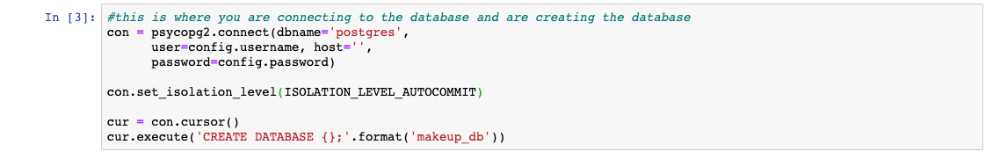 In [3]: #this is where you are connecting to the database and are creating the database
con = psycopg2.connect(dbname='postgres',
      user=config.username, host='',
      password=config.password)
con.set_isolation_level(ISOLATION_LEVEL_AUTOCOMMIT)
cur = con.cursor()
cur.execute('CREATE DATABASE {};'.format('makeup_db'))